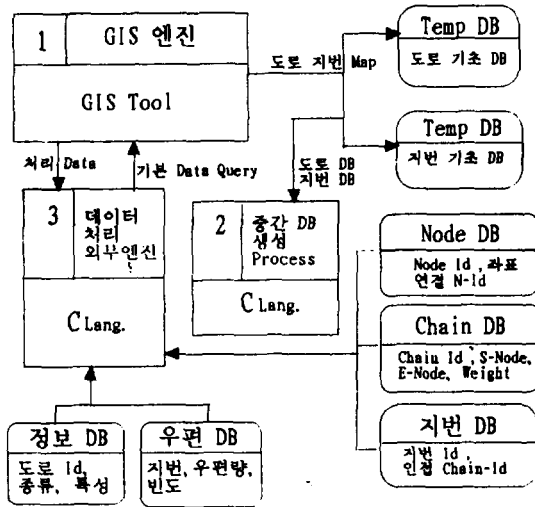 1
GIS 엔진
GIS Tool
도로 지번 Map
Temp DB
도로 기초 DB
Temp DB
지번 기초 DB
처리 Data
기본 Data Query
도로 DB
지번 DB
3
데이터
처리
외부엔진
C Lang.
2
중간 DB
생성
Process
C Lang.
Node DB
Node Id, 좌표
연결 N-Id
Chain DB
Chain Id, S-Node,
E-Node, Weight
지번 DB
지번 Id,
인접 Chain-Id
정보 DB
도로 Id,
종류, 특성
우편 DB
지번, 우편량,
빈도